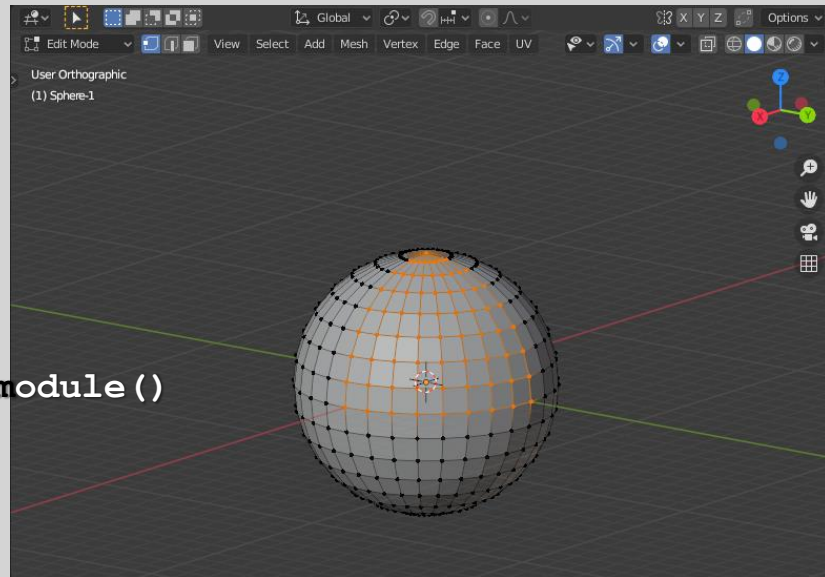 Global X Y Z Options
Edit Mode View Select Add Mesh Vertex Edge Face UV
User Orthographic
(1) Sphere-1
Z
X Y
module()